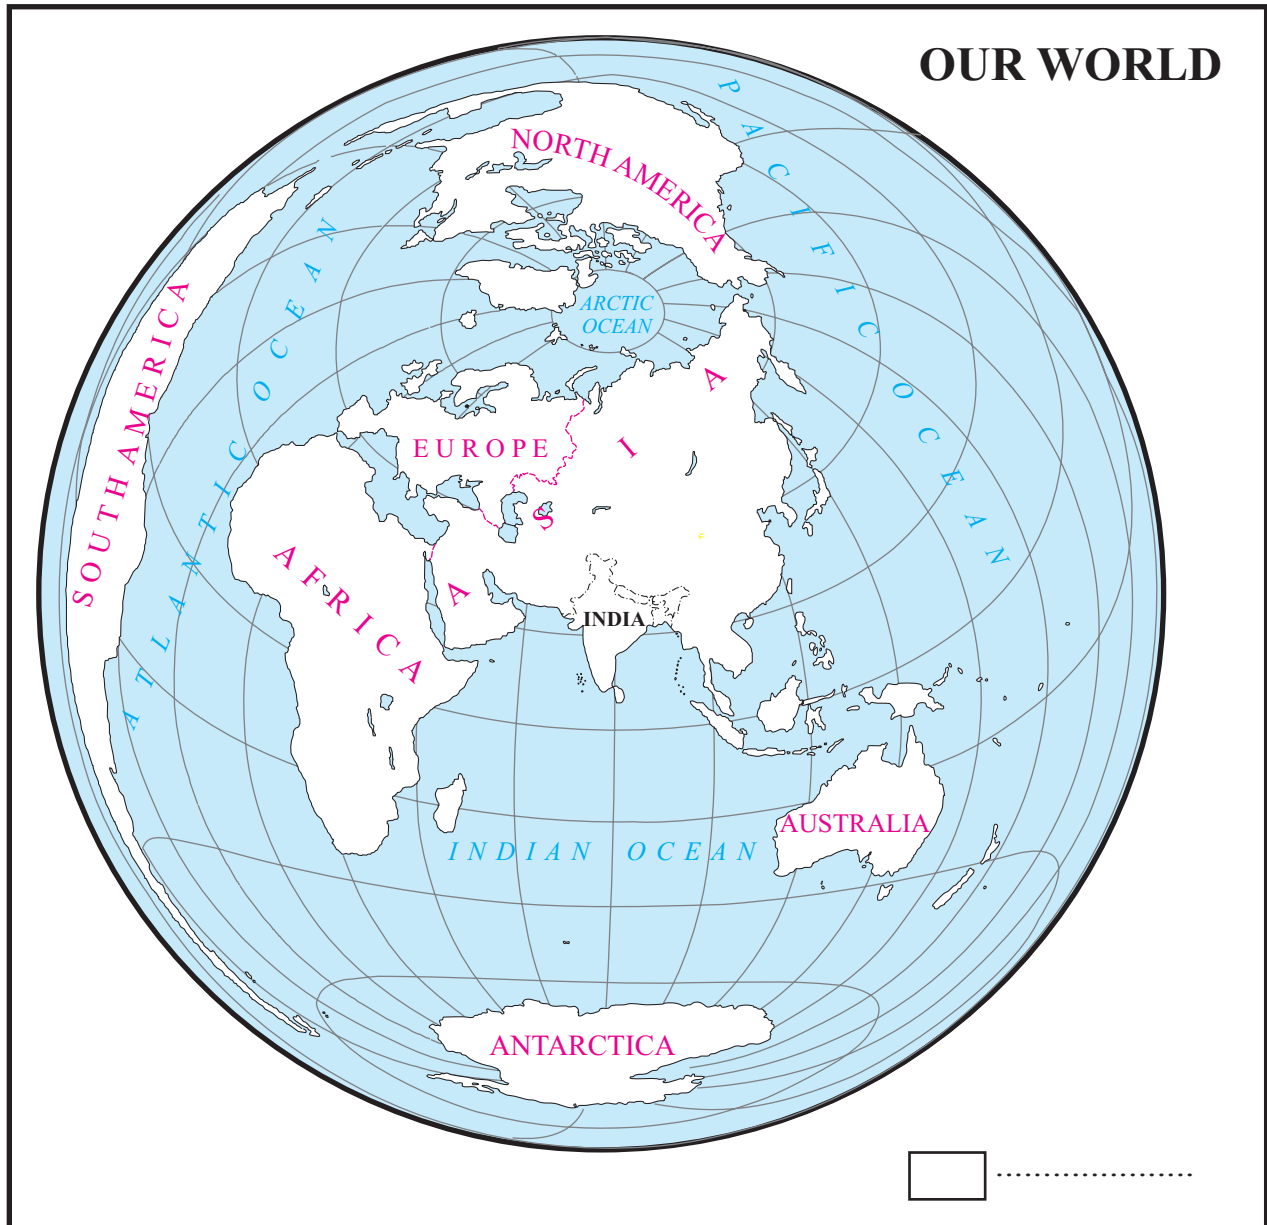 OUR WORLD
PACIFIC OCEAN
NORTH AMERICA
ATLANTIC OCEAN
ARCTIC
OCEAN
SOUTH AMERICA
EUROPE
ASIA
AFRICA
INDIA
AUSTRALIA
INDIAN OCEAN
ANTARCTICA